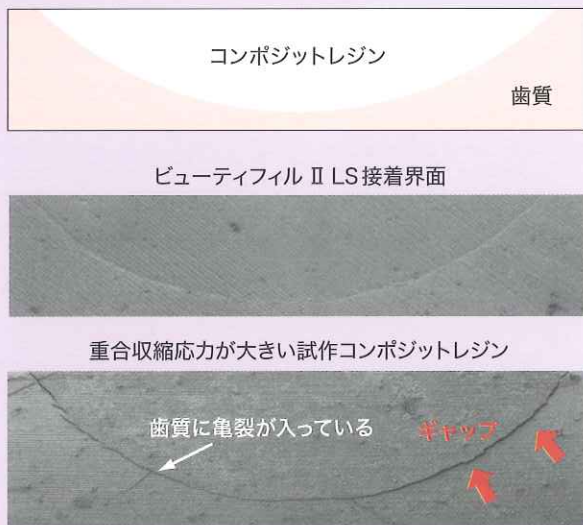 コンポジットレジン
歯質
ビューティフィル Ⅱ LS接着界面
重合収縮応力が大きい試作コンポジットレジン
歯質に亀裂が入っている
ギャップ